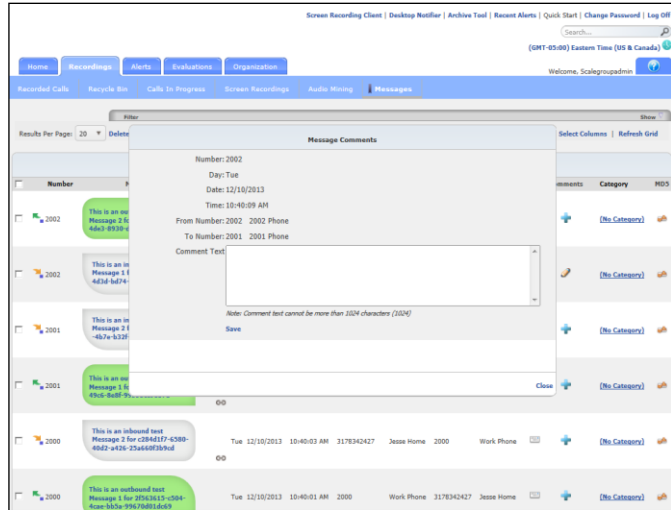 Screen Recording Client | Desktop Notifier | Archive Tool | Recent Alerts | Quick Start | Change Password | Log Off
Search...
(GMT-05:00) Eastern Time (US & Canada)
Home Recordings Alerts Evaluations Organization
Welcome, Scalegroupadmin
Recorded Calls Recycle Bin Calls In Progress Screen Recordings Audio Mining Messages
Filter Show
Results Per Page: 20 Delete Select Columns | Refresh Grid
Message Comments
Number: 2002
Day: Tue
Date: 12/10/2013
Time: 10:40:09 AM
From Number: 2002 2002 Phone
To Number: 2001 2001 Phone
Comment Text
Note: Comment text cannot be more than 1024 characters (1024)
Save
Close
Number Category MD5
2002 This is an ou (No Category)
Message 2 fo
2002 This is an in (No Category)
Message 1 f
4d3d-bd74-
2001 This is an in (No Category)
Message 2 f
-4b7e-b32f-
2001 This is an ou (No Category)
Message 1 f
2000 This is an inbound test Tue 12/10/2013 10:40:03 AM 3178342427 Jesse Home 2000 Work Phone (No Category)
Message 2 for c284d1f7-6580-
40d2-a426-25a660f3b9cd
2000 This is an outbound test Tue 12/10/2013 10:40:01 AM 2000 Work Phone 3178342427 Jesse Home (No Category)
Message 1 for 2f563615-c504-
4cae-bb5a-99670d81dc69